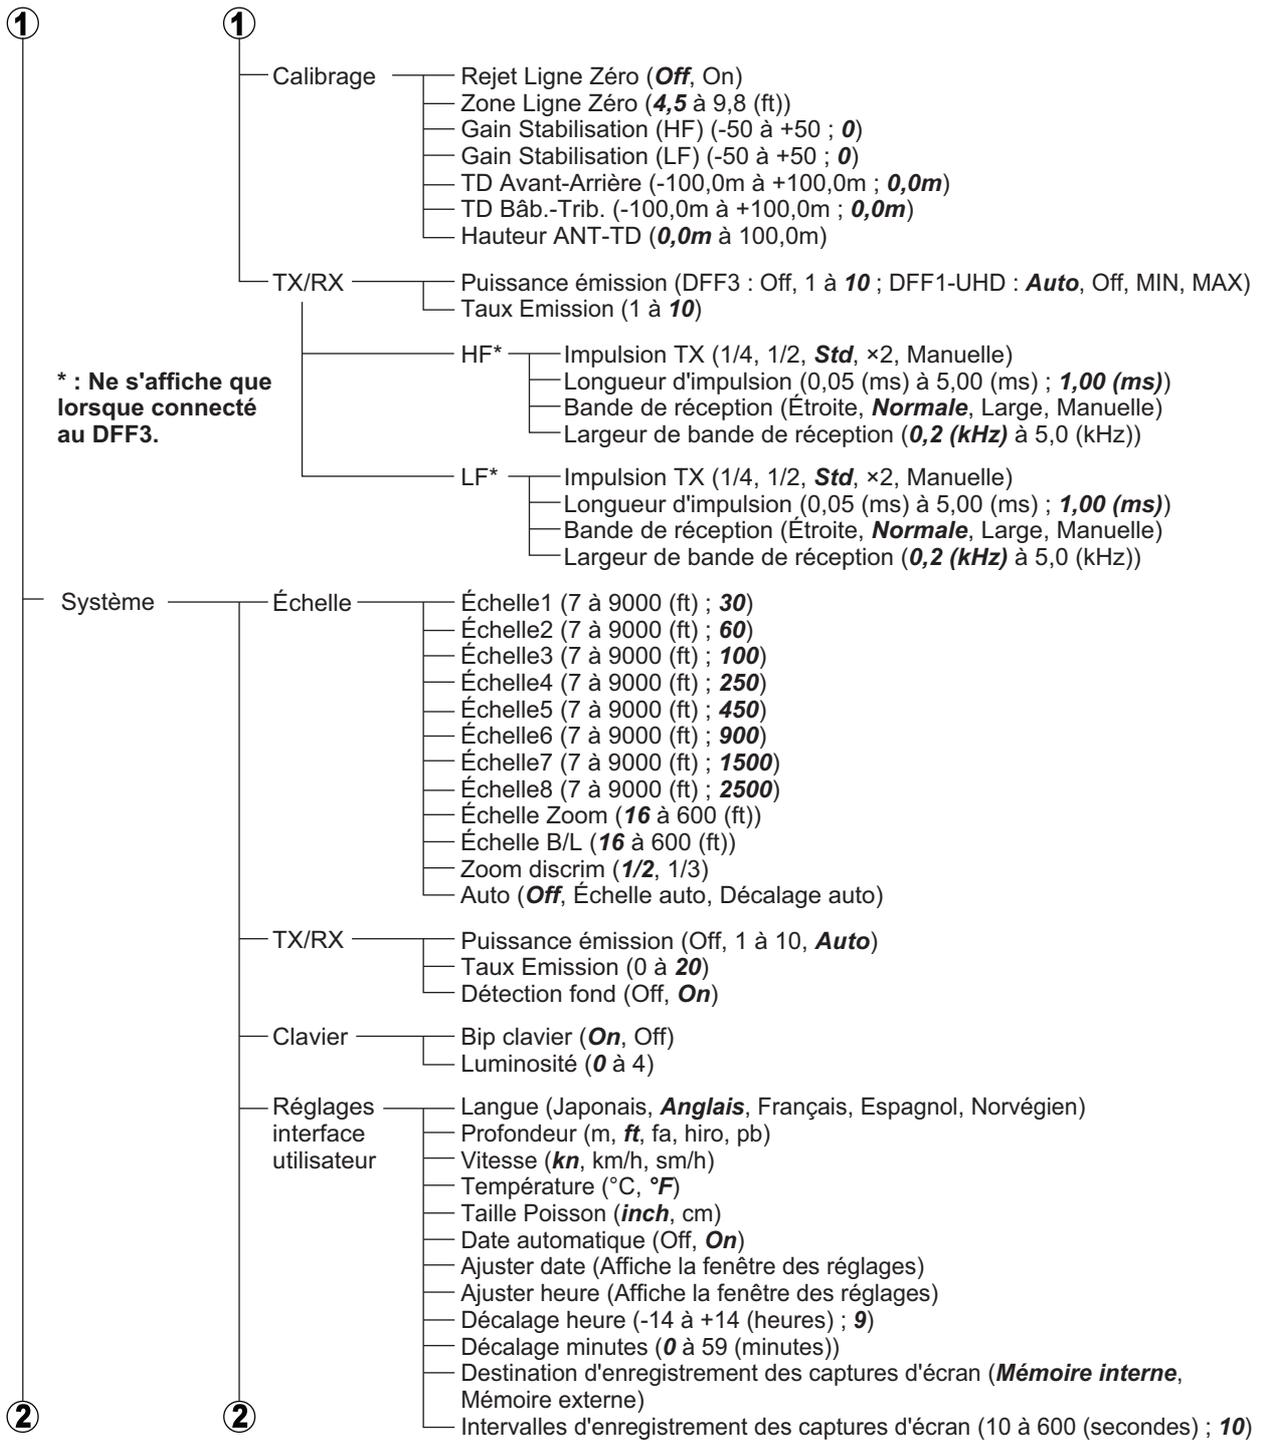 1 1
Calibrage
Rejet Ligne Zéro (Off, On)
Zone Ligne Zéro (4,5 à 9,8 (ft))
Gain Stabilisation (HF) (-50 à +50 ; 0)
Gain Stabilisation (LF) (-50 à +50 ; 0)
TD Avant-Arrière (-100,0m à +100,0m ; 0,0m)
TD Bâb.-Trib. (-100,0m à +100,0m ; 0,0m)
Hauteur ANT-TD (0,0m à 100,0m)
TX/RX
Puissance émission (DFF3 : Off, 1 à 10 ; DFF1-UHD : Auto, Off, MIN, MAX)
Taux Emission (1 à 10)
HF*
Impulsion TX (1/4, 1/2, Std, ×2, Manuelle)
Longueur d'impulsion (0,05 (ms) à 5,00 (ms) ; 1,00 (ms))
Bande de réception (Étroite, Normale, Large, Manuelle)
Largeur de bande de réception (0,2 (kHz) à 5,0 (kHz))
* : Ne s'affiche que
lorsque connecté
au DFF3.
LF*
Impulsion TX (1/4, 1/2, Std, ×2, Manuelle)
Longueur d'impulsion (0,05 (ms) à 5,00 (ms) ; 1,00 (ms))
Bande de réception (Étroite, Normale, Large, Manuelle)
Largeur de bande de réception (0,2 (kHz) à 5,0 (kHz))
Système
Échelle
Échelle1 (7 à 9000 (ft) ; 30)
Échelle2 (7 à 9000 (ft) ; 60)
Échelle3 (7 à 9000 (ft) ; 100)
Échelle4 (7 à 9000 (ft) ; 250)
Échelle5 (7 à 9000 (ft) ; 450)
Échelle6 (7 à 9000 (ft) ; 900)
Échelle7 (7 à 9000 (ft) ; 1500)
Échelle8 (7 à 9000 (ft) ; 2500)
Échelle Zoom (16 à 600 (ft))
Échelle B/L (16 à 600 (ft))
Zoom discrim (1/2, 1/3)
Auto (Off, Échelle auto, Décalage auto)
TX/RX
Puissance émission (Off, 1 à 10, Auto)
Taux Emission (0 à 20)
Détection fond (Off, On)
Clavier
Bip clavier (On, Off)
Luminosité (0 à 4)
Réglages
interface
utilisateur
Langue (Japonais, Anglais, Français, Espagnol, Norvégien)
Profondeur (m, ft, fa, hiro, pb)
Vitesse (kn, km/h, sm/h)
Température (°C, °F)
Taille Poisson (inch, cm)
Date automatique (Off, On)
Ajuster date (Affiche la fenêtre des réglages)
Ajuster heure (Affiche la fenêtre des réglages)
Décalage heure (-14 à +14 (heures) ; 9)
Décalage minutes (0 à 59 (minutes))
Destination d'enregistrement des captures d'écran (Mémoire interne,
Mémoire externe)
Intervalles d'enregistrement des captures d'écran (10 à 600 (secondes) ; 10)
2 2